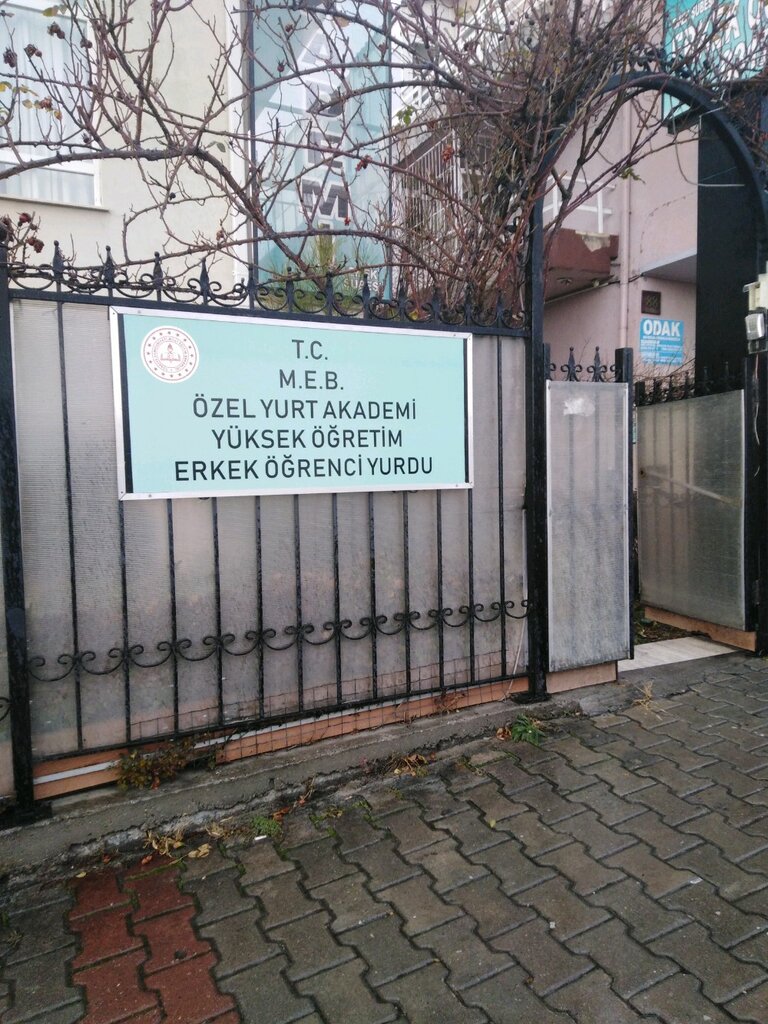 T.C.
M.E.B.
ÖZEL YURT AKADEMİ
YÜKSEK ÖĞRETİM
ERKEK ÖĞRENCİ YURDU
ODAK